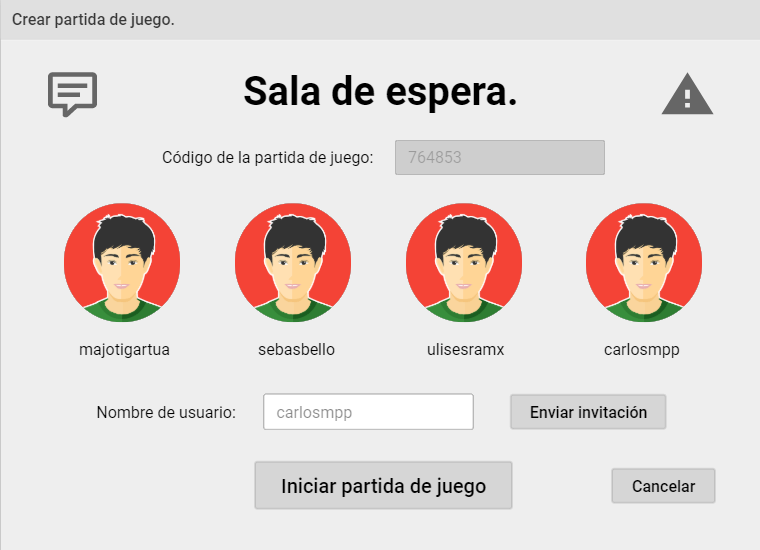 Crear partida de juego.
Sala de espera.
Código de la partida de juego: 764853
majotigartua sebasbello ulisesramx carlosmpp
Nombre de usuario: carlosmpp Enviar invitación
Iniciar partida de juego Cancelar